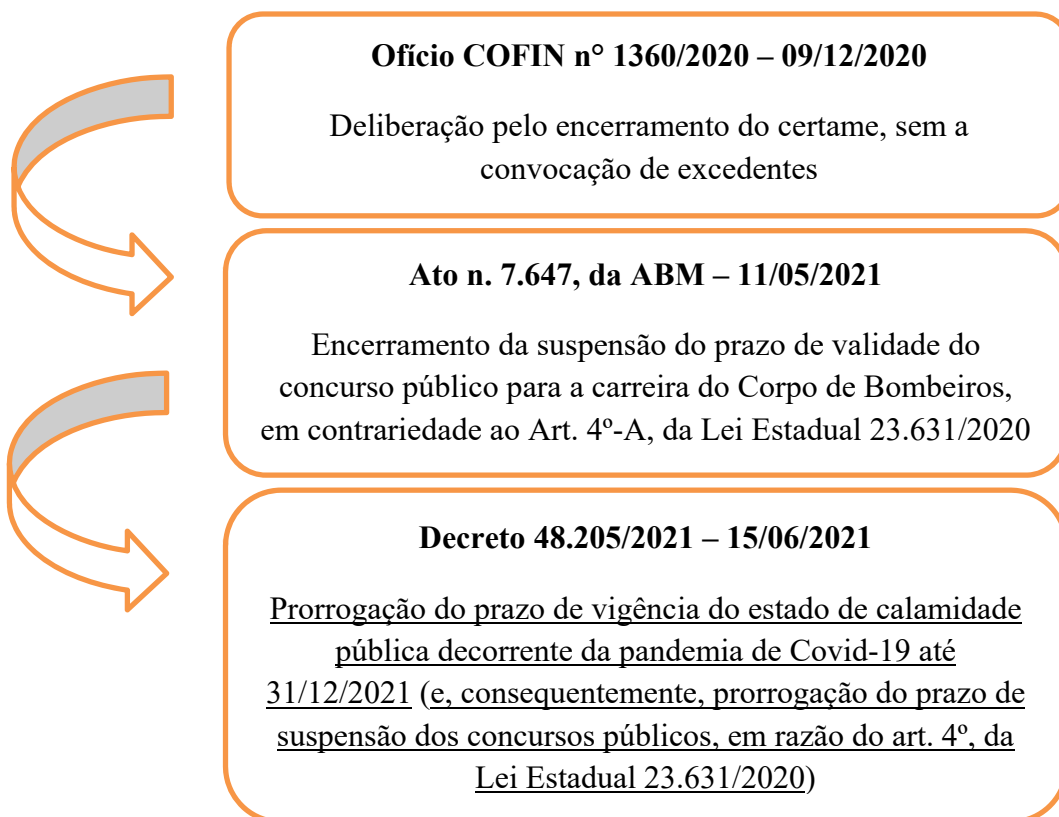 Ofício COFIN n° 1360/2020 – 09/12/2020
Deliberação pelo encerramento do certame, sem a
convocação de excedentes
Ato n. 7.647, da ABM – 11/05/2021
Encerramento da suspensão do prazo de validade do
concurso público para a carreira do Corpo de Bombeiros,
em contrariedade ao Art. 4º-A, da Lei Estadual 23.631/2020
Decreto 48.205/2021 – 15/06/2021
Prorrogação do prazo de vigência do estado de calamidade
pública decorrente da pandemia de Covid-19 até
31/12/2021 (e, consequentemente, prorrogação do prazo de
suspensão dos concursos públicos, em razão do art. 4º, da
Lei Estadual 23.631/2020)